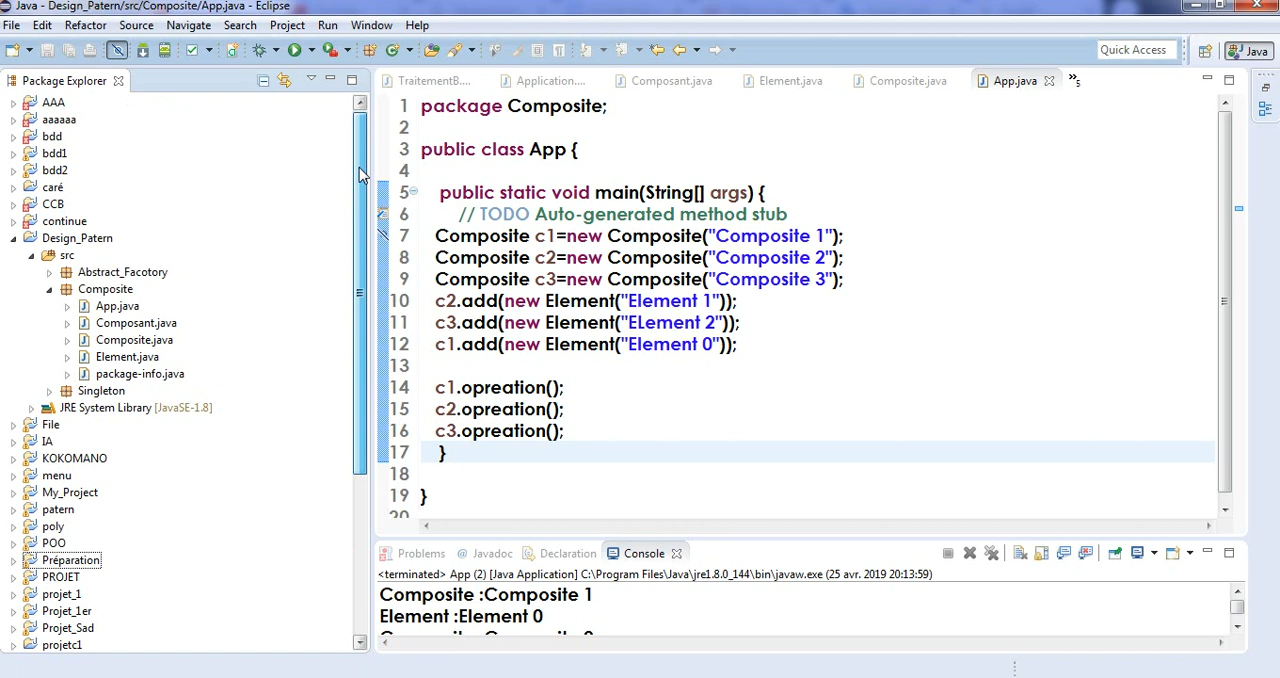 Java - Design_Patern/src/Composite/App.java - Eclipse
File Edit Refactor Source Navigate Search Project Run Window Help
Quick Access Java
Package Explorer
AAA
aaaaaa
bdd
bdd1
bdd2
caré
CCB
continue
Design_Patern
src
Abstract_Facotory
Composite
App.java
Composant.java
Composite.java
Element.java
package-info.java
Singleton
JRE System Library [JavaSE-1.8]
File
IA
KOKOMANO
menu
My_Project
patern
poly
POO
Préparation
PROJET
projet_1
Projet_1er
Projet_Sad
projetc1
TraitementB.... Application.... Composant.java Element.java Composite.java App.java »5
1 package Composite;
2
3 public class App {
4
5 public static void main(String[] args) {
6 // TODO Auto-generated method stub
7 Composite c1=new Composite("Composite 1");
8 Composite c2=new Composite("Composite 2");
9 Composite c3=new Composite("Composite 3");
10 c2.add(new Element("Element 1"));
11 c3.add(new Element("ELement 2"));
12 c1.add(new Element("Element 0"));
13
14 c1.opreation();
15 c2.opreation();
16 c3.opreation();
17 }
18
19 }
20
Problems Javadoc Declaration Console
<terminated> App (2) [Java Application] C:\Program Files\Java\jre1.8.0_144\bin\javaw.exe (25 avr. 2019 20:13:59)
Composite :Composite 1
Element :Element 0